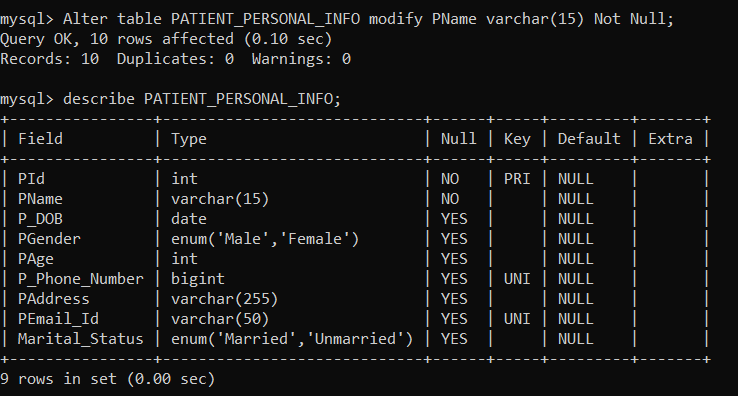 mysql> Alter table PATIENT_PERSONAL_INFO modify PName varchar(15) Not Null;
Query OK, 10 rows affected (0.10 sec)
Records: 10  Duplicates: 0  Warnings: 0

mysql> describe PATIENT_PERSONAL_INFO;
+----------------+-----------------------------+------+-----+---------+-------+
| Field          | Type                        | Null | Key | Default | Extra |
+----------------+-----------------------------+------+-----+---------+-------+
| PId            | int                         | NO   | PRI | NULL    |       |
| PName          | varchar(15)                 | NO   |     | NULL    |       |
| P_DOB          | date                        | YES  |     | NULL    |       |
| PGender        | enum('Male','Female')       | YES  |     | NULL    |       |
| PAge           | int                         | YES  |     | NULL    |       |
| P_Phone_Number | bigint                      | YES  | UNI | NULL    |       |
| PAddress       | varchar(255)                | YES  |     | NULL    |       |
| PEmail_Id      | varchar(50)                 | YES  | UNI | NULL    |       |
| Marital_Status | enum('Married','Unmarried') | YES  |     | NULL    |       |
+----------------+-----------------------------+------+-----+---------+-------+
9 rows in set (0.00 sec)